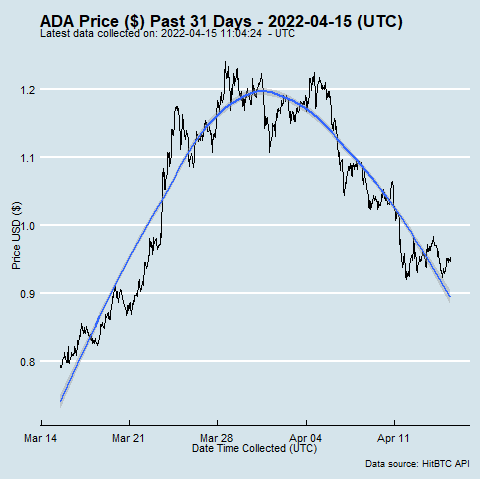 ADA Price ($) Past 31 Days - 2022-04-15 (UTC)
Latest data collected on: 2022-04-15 11:04:24 - UTC
Price USD ($)
1.2
1.1
1.0
0.9
0.8
Mar 14 Mar 21 Mar 28 Apr 04 Apr 11
Date Time Collected (UTC)
Data source: HitBTC API